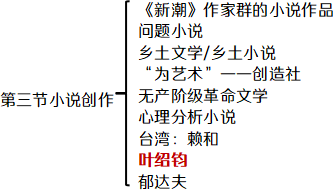 第三节小说创作
《新潮》作家群的小说作品
问题小说
乡土文学/乡土小说
“为艺术”——创造社
无产阶级革命文学
心理分析小说
台湾：赖和
叶绍钧
郁达夫